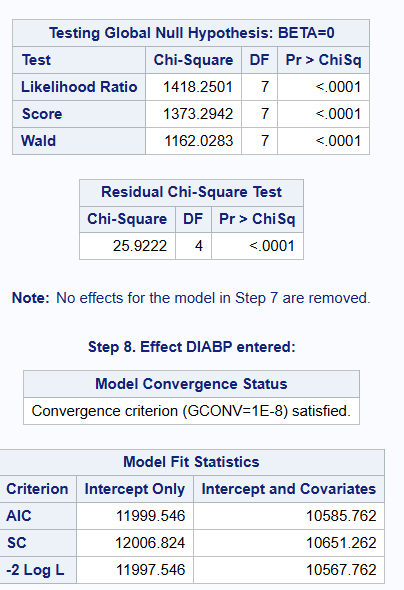 Testing Global Null Hypothesis: BETA=0
Test Chi-Square DF Pr > ChiSq
Likelihood Ratio 1418.2501 7 <.0001
Score 1373.2942 7 <.0001
Wald 1162.0283 7 <.0001
Residual Chi-Square Test
Chi-Square DF Pr > ChiSq
25.9222 4 <.0001
Note: No effects for the model in Step 7 are removed.
Step 8. Effect DIABP entered:
Model Convergence Status
Convergence criterion (GCONV=1E-8) satisfied.
Model Fit Statistics
Criterion Intercept Only Intercept and Covariates
AIC 11999.546 10585.762
SC 12006.824 10651.262
-2 Log L 11997.546 10567.762